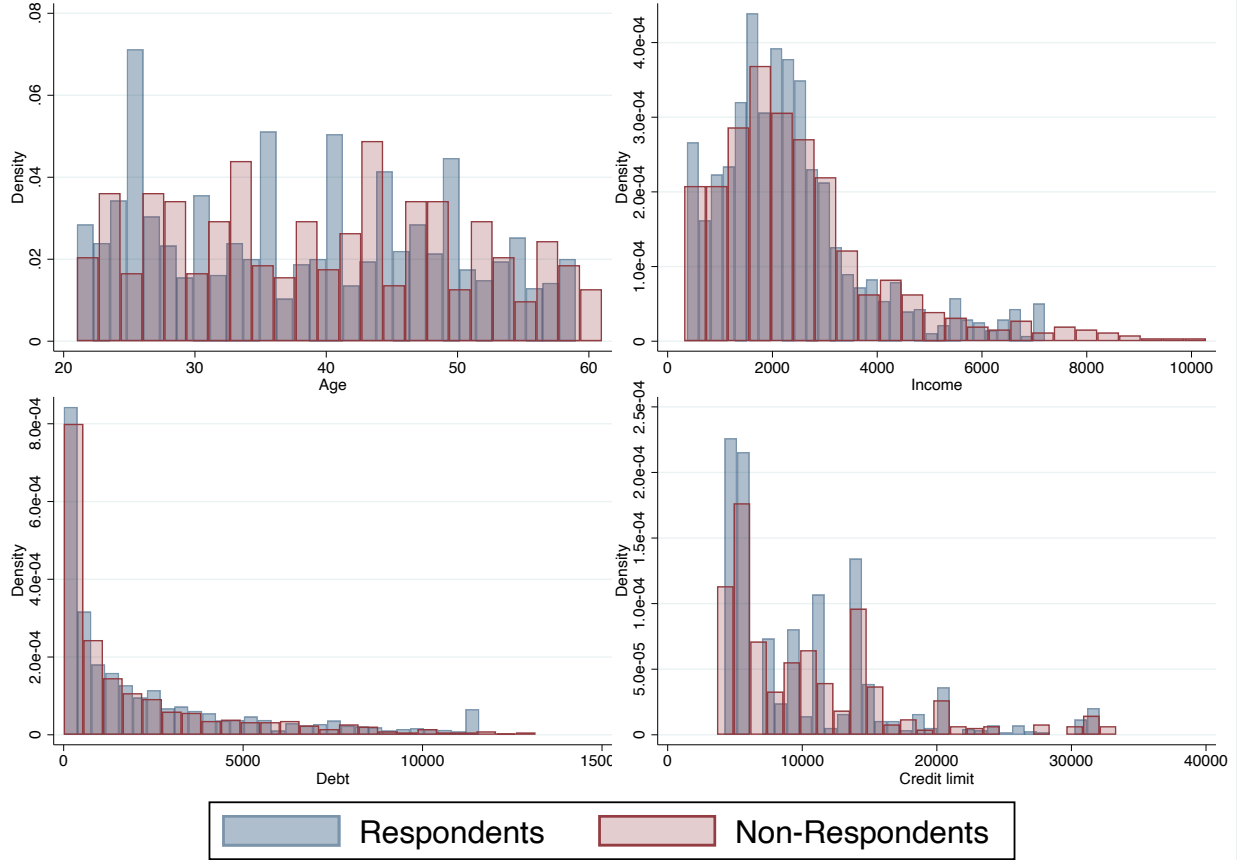 .08
.06
.04
.02
0
Density
20 30 40 50 60
Age
4.0e-04
3.0e-04
2.0e-04
1.0e-04
0
Density
0 2000 4000 6000 8000 10000
Income
8.0e-04
6.0e-04
4.0e-04
2.0e-04
0
Density
0 5000 10000 1500
Debt
2.5e-04
2.0e-04
1.5e-04
1.0e-04
5.0e-05
0
Density
0 10000 20000 30000 40000
Credit limit
Respondents Non-Respondents